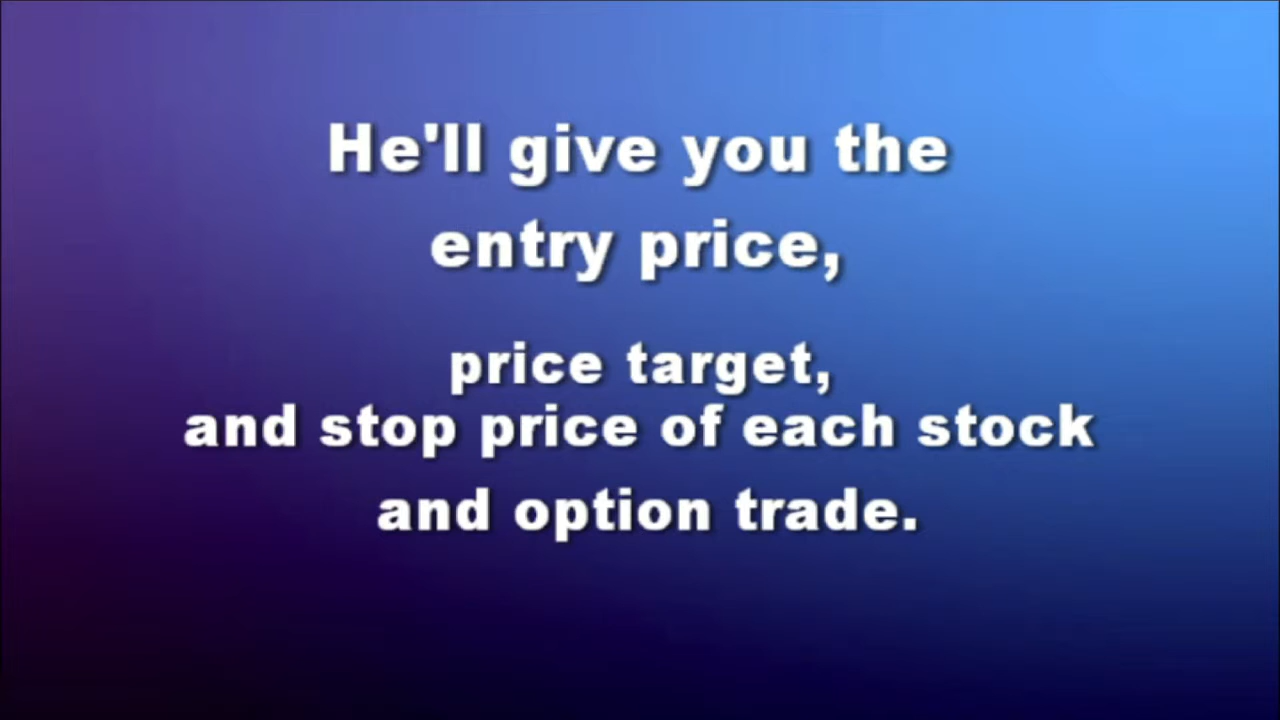 He'll give you the
entry price,
price target,
and stop price of each stock
and option trade.